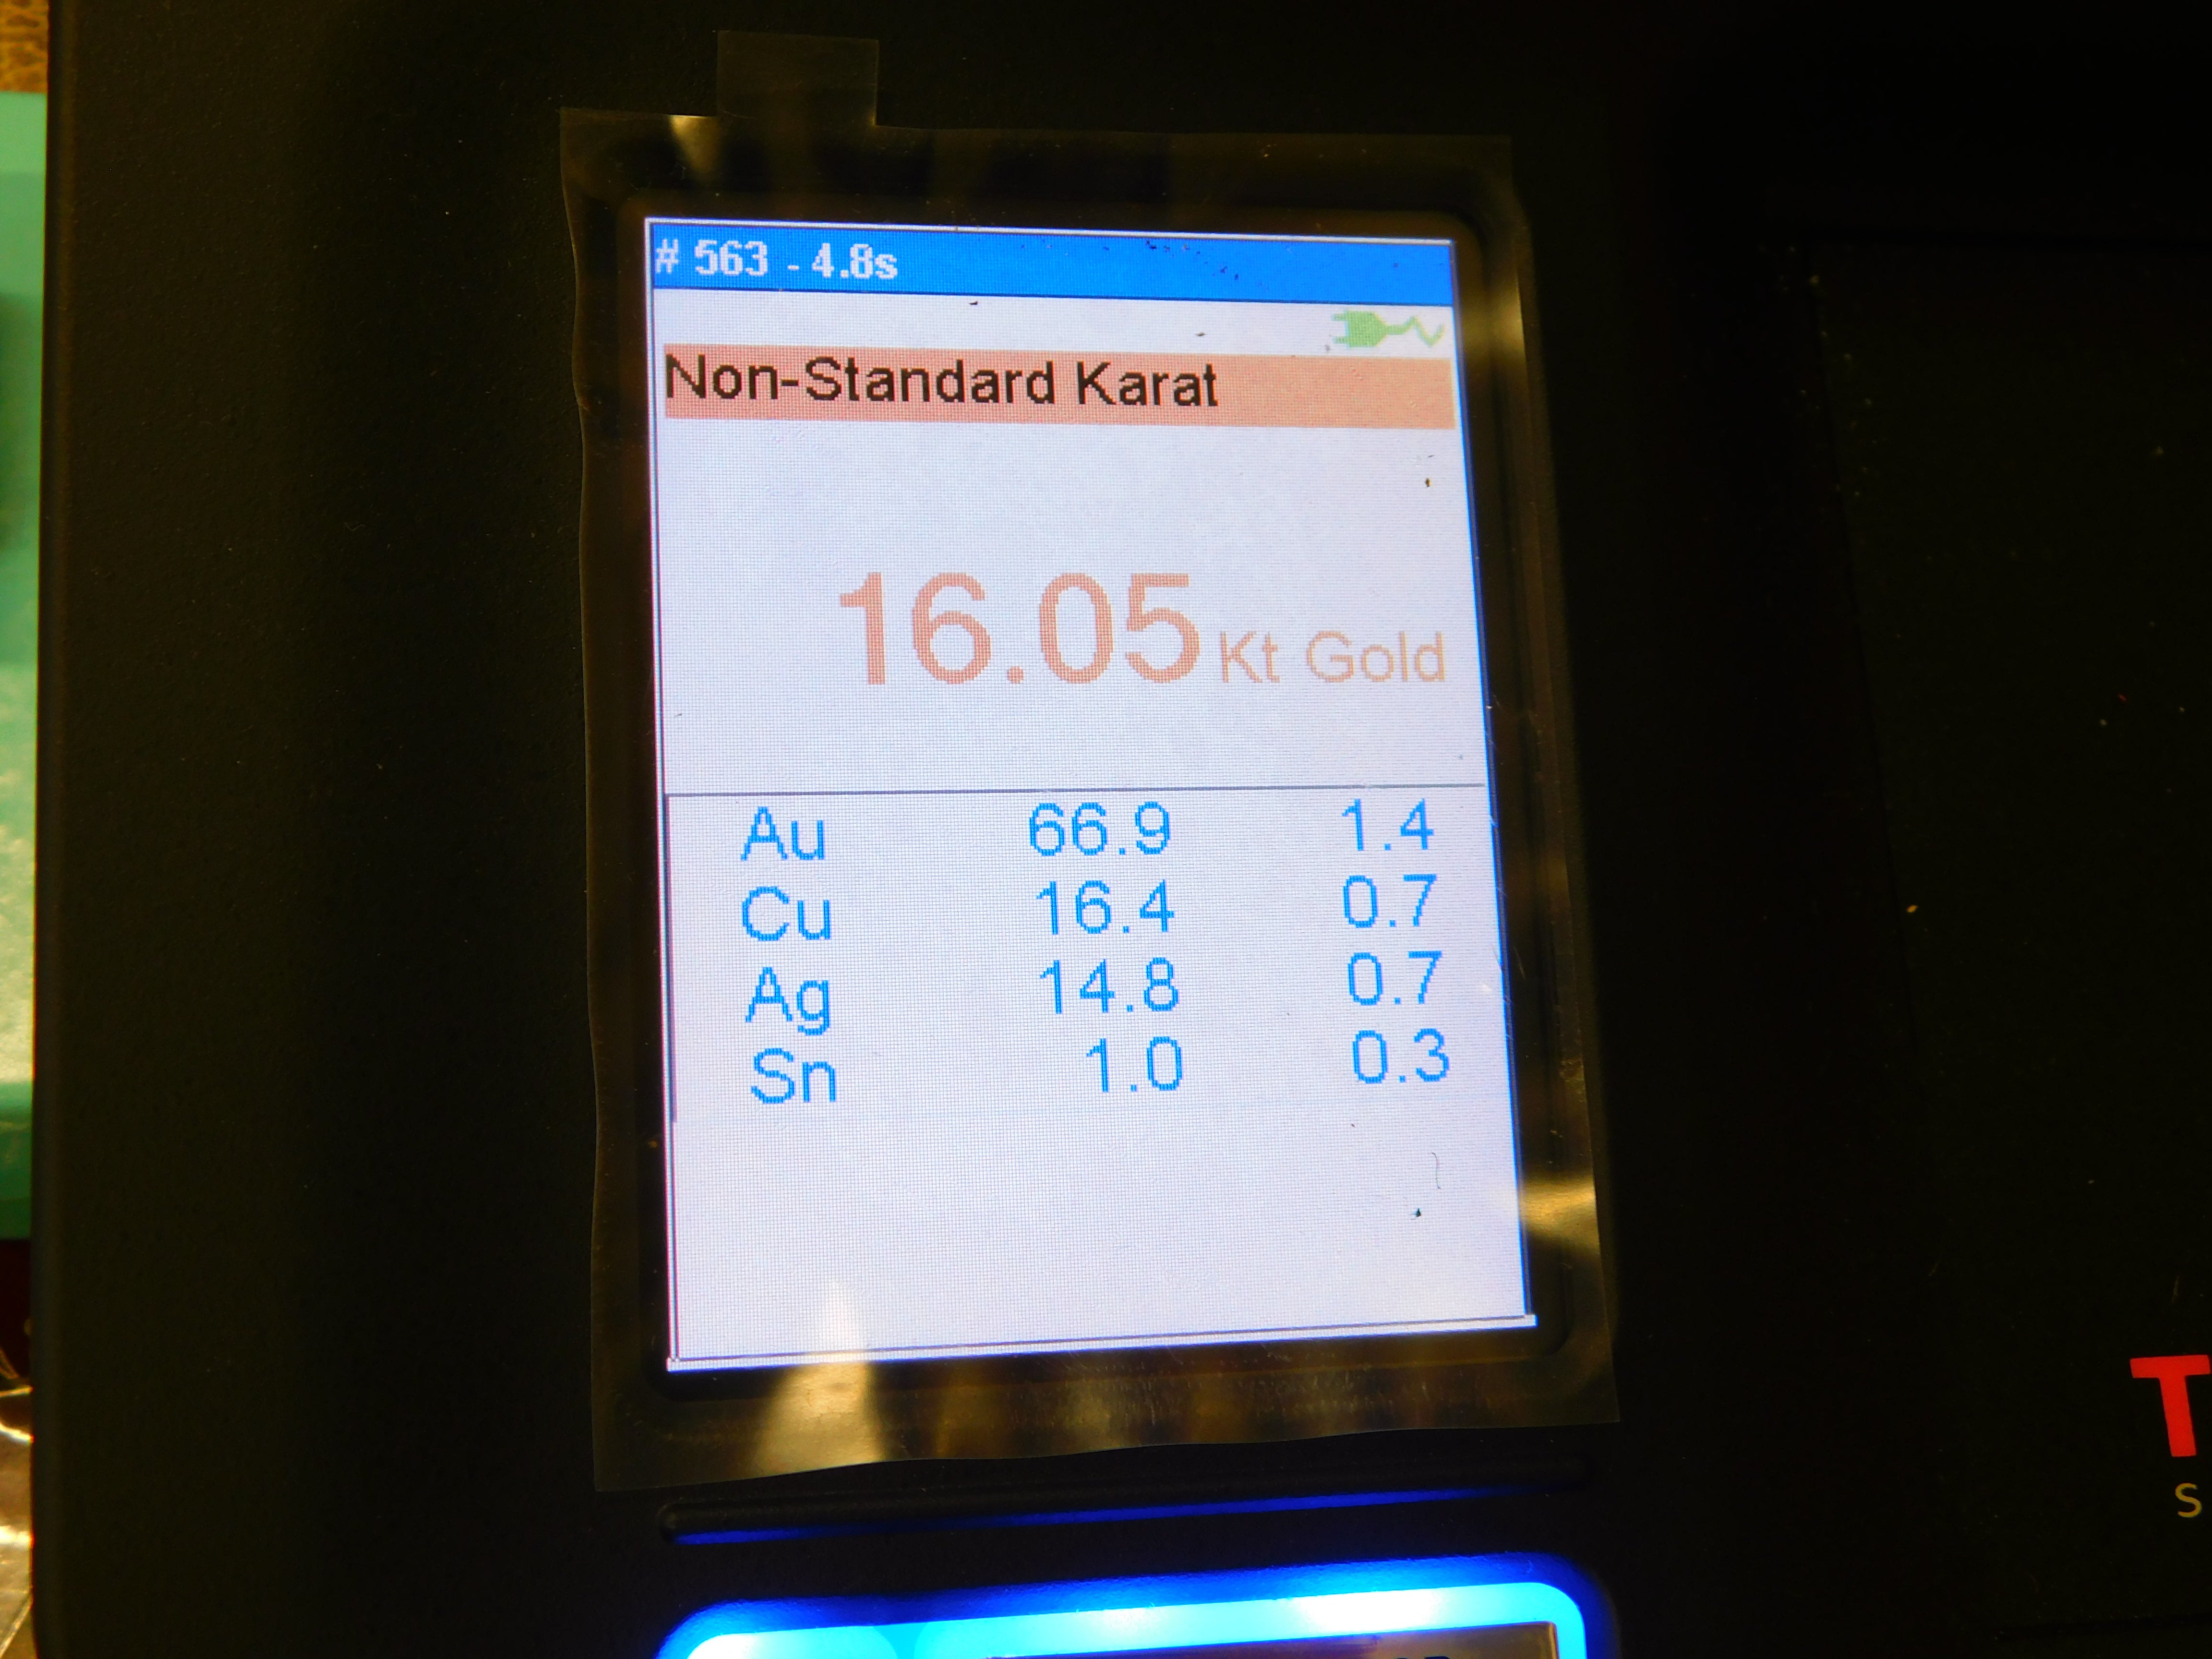 # 563 - 4.8s
Non-Standard Karat
16.05 Kt Gold
Au 66.9 1.4
Cu 16.4 0.7
Ag 14.8 0.7
Sn 1.0 0.3
T
S